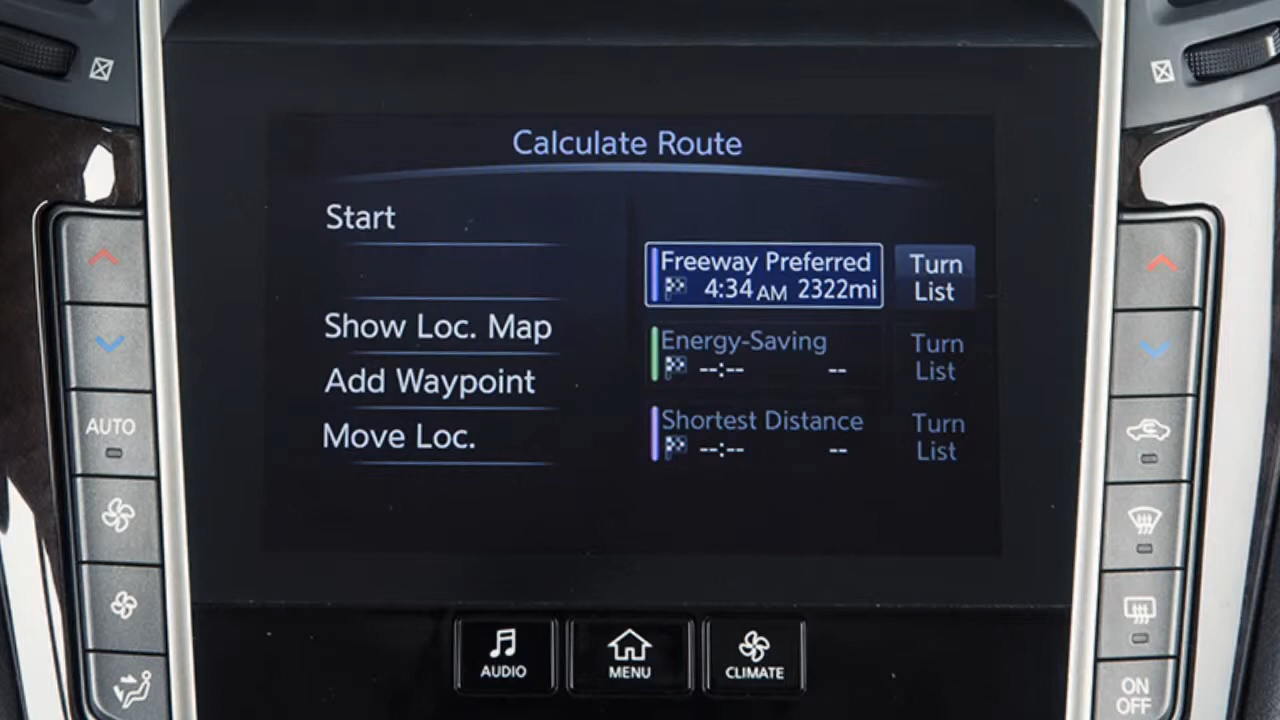 Calculate Route
Start
Show Loc. Map
Add Waypoint
Move Loc.
Freeway Preferred
4:34 AM 2322mi
Turn
List
Energy-Saving
--:-- --
Turn
List
Shortest Distance
--:-- --
Turn
List
AUTO
AUDIO
MENU
CLIMATE
ON
OFF